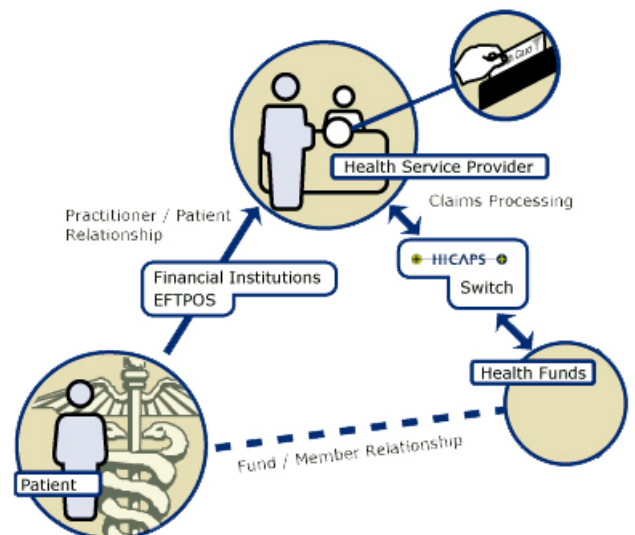 Health Service Provider
Practitioner / Patient
Relationship
Claims Processing
Financial Institutions
EFTPOS
HICAPS
Switch
Health Funds
Fund / Member Relationship
Patient